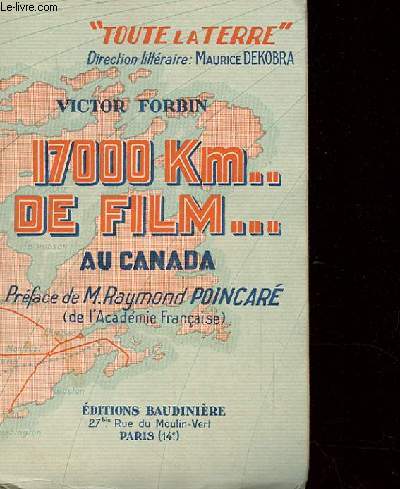 Le-livre.com
"TOUTE LA TERRE"
Direction littéraire: MAURICE DEKOBRA
VICTOR FORBIN
17000 Km..
DE FILM...
AU CANADA
Préface de M. Raymond POINCARÉ
(de l'Académie Française)
ÉDITIONS BAUDINIÈRE
27bis Rue du Moulin-Vert
PARIS (14e)